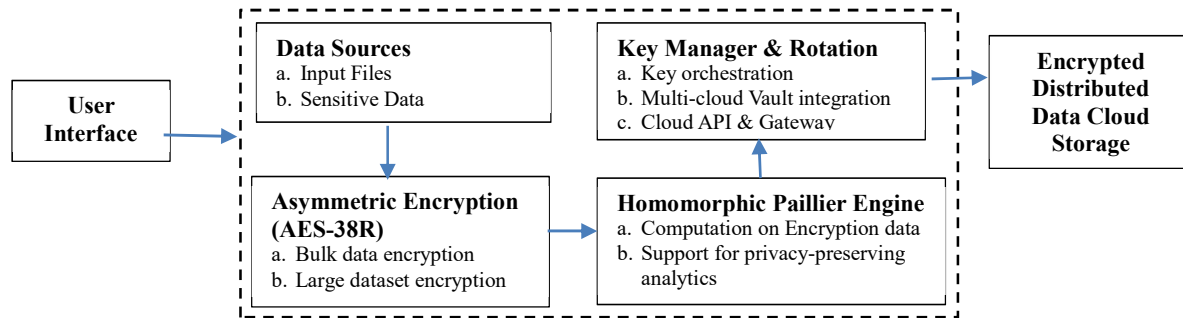 User
Interface
Data Sources
a. Input Files
b. Sensitive Data
Asymmetric Encryption
(AES-38R)
a. Bulk data encryption
b. Large dataset encryption
Homomorphic Paillier Engine
a. Computation on Encryption data
b. Support for privacy-preserving
analytics
Key Manager & Rotation
a. Key orchestration
b. Multi-cloud Vault integration
c. Cloud API & Gateway
Encrypted
Distributed
Data Cloud
Storage